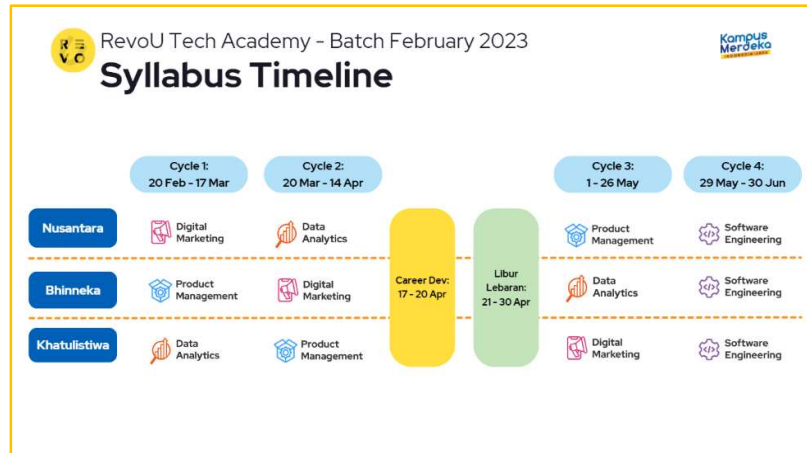 REVO
RevoU Tech Academy - Batch February 2023
Kampus
Merdeka
INDONESIA JAYA
Syllabus Timeline
Cycle 1:
20 Feb - 17 Mar
Cycle 2:
20 Mar - 14 Apr
Cycle 3:
1 - 26 May
Cycle 4:
29 May - 30 Jun
Nusantara
Digital
Marketing
Data
Analytics
Product
Management
Software
Engineering
Career Dev:
17 - 20 Apr
Libur
Lebaran:
21 - 30 Apr
Bhinneka
Product
Management
Digital
Marketing
Data
Analytics
Software
Engineering
Khatulistiwa
Data
Analytics
Product
Management
Digital
Marketing
Software
Engineering